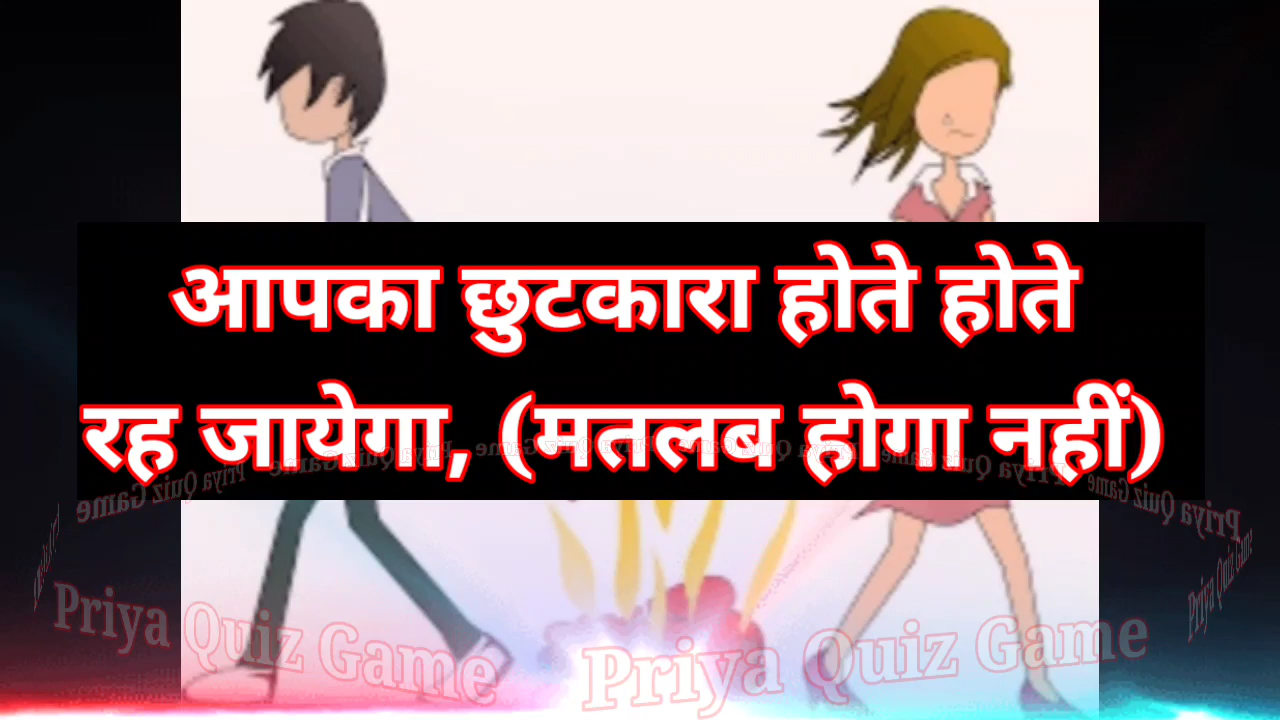 आपका छुटकारा होते होते
रह जायेगा, (मतलब होगा नहीं)
Priya Quiz Game Priya Quiz Game